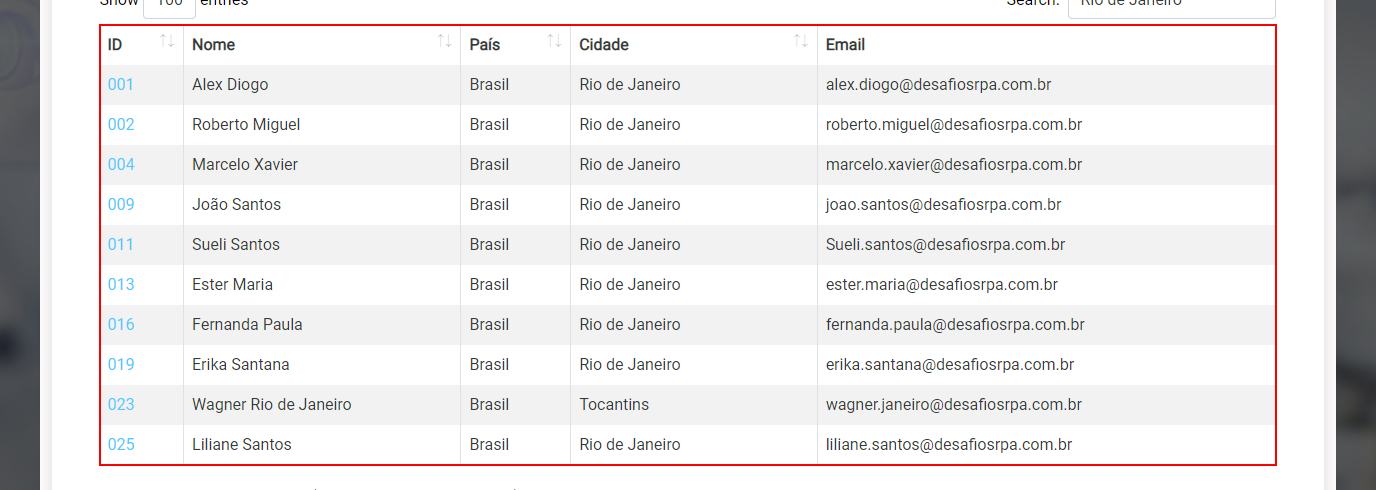 Show 100 entries Search: Rio de Janeiro
ID Nome País Cidade Email
001 Alex Diogo Brasil Rio de Janeiro alex.diogo@desafiosrpa.com.br
002 Roberto Miguel Brasil Rio de Janeiro roberto.miguel@desafiosrpa.com.br
004 Marcelo Xavier Brasil Rio de Janeiro marcelo.xavier@desafiosrpa.com.br
009 João Santos Brasil Rio de Janeiro joao.santos@desafiosrpa.com.br
011 Sueli Santos Brasil Rio de Janeiro Sueli.santos@desafiosrpa.com.br
013 Ester Maria Brasil Rio de Janeiro ester.maria@desafiosrpa.com.br
016 Fernanda Paula Brasil Rio de Janeiro fernanda.paula@desafiosrpa.com.br
019 Erika Santana Brasil Rio de Janeiro erika.santana@desafiosrpa.com.br
023 Wagner Rio de Janeiro Brasil Tocantins wagner.janeiro@desafiosrpa.com.br
025 Liliane Santos Brasil Rio de Janeiro liliane.santos@desafiosrpa.com.br